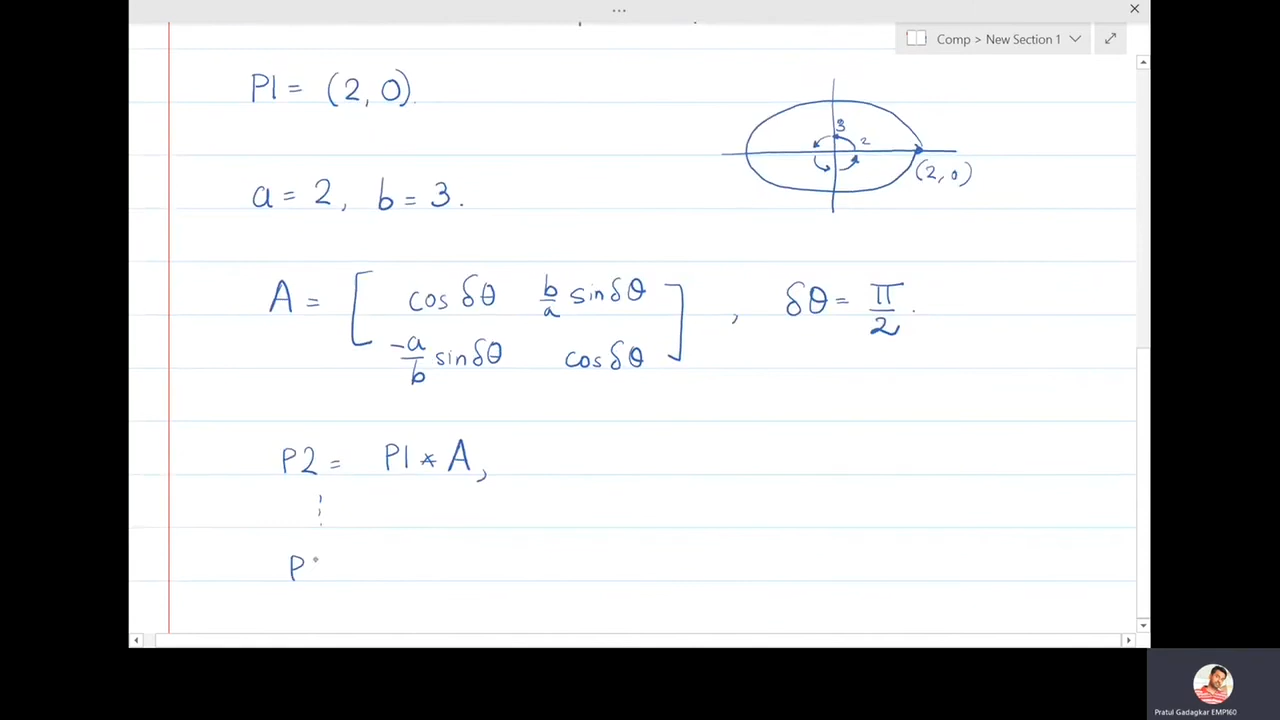 ...
Comp > New Section 1
P1 = (2, 0).
3
2
(2, 0)
a = 2, b = 3.
A = [ cos δθ b/a sin δθ
-a/b sin δθ cos δθ ] , δθ = π/2 .
P2 = P1 * A,
P
Pratul Gadagkar EMP160